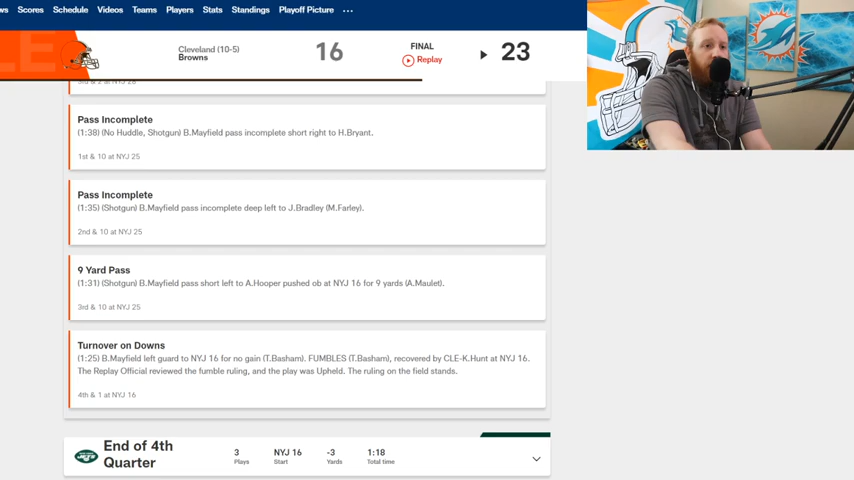 ws Scores Schedule Videos Teams Players Stats Standings Playoff Picture
Cleveland (10-5)
Browns
16
FINAL
Replay
23
Pass Incomplete
(1:38) (No Huddle, Shotgun) B.Mayfield pass incomplete short right to H.Bryant.
1st & 10 at NYJ 25
Pass Incomplete
(1:35) (Shotgun) B.Mayfield pass incomplete deep left to J.Bradley (M.Farley).
2nd & 10 at NYJ 25
9 Yard Pass
(1:31) (Shotgun) B.Mayfield pass short left to A.Hooper pushed ob at NYJ 16 for 9 yards (A.Maulet).
3rd & 10 at NYJ 25
Turnover on Downs
(1:25) B.Mayfield left guard to NYJ 16 for no gain (T.Basham). FUMBLES (T.Basham), recovered by CLE-K.Hunt at NYJ 16.
The Replay Official reviewed the fumble ruling, and the play was Upheld. The ruling on the field stands.
4th & 1 at NYJ 16
JETS
End of 4th
Quarter
3
Plays
NYJ 16
Start
-3
Yards
1:18
Total time